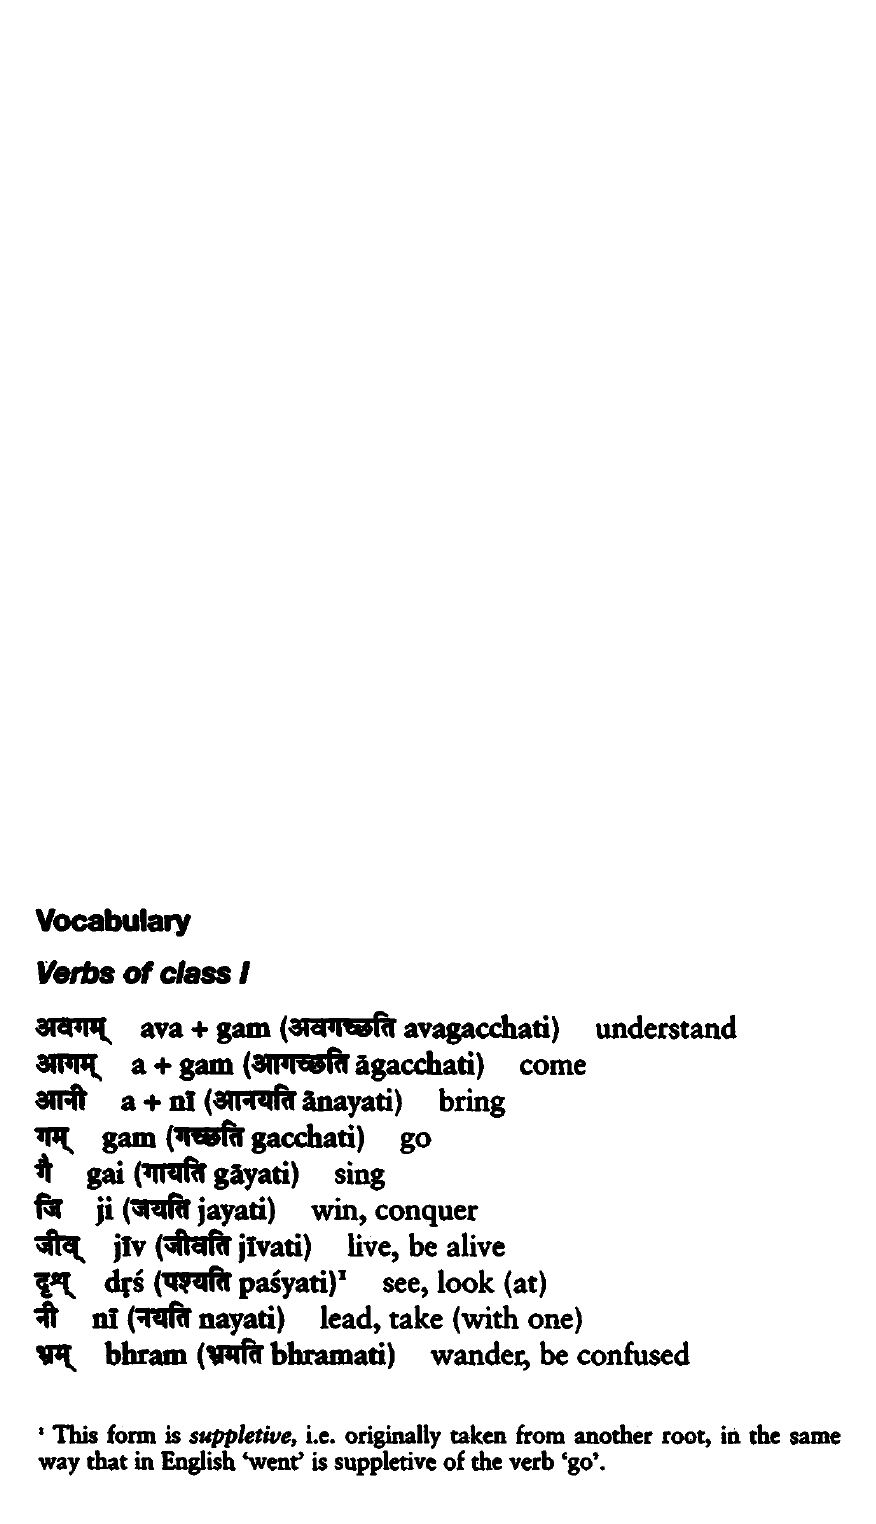 Vocabulary
Verbs of class I
अवगम् ava + gam (अवगच्छति avagacchati) understand
आगम् a + gam (आगच्छति āgacchati) come
आनी a + nī (आनयति ānayati) bring
गम् gam (गच्छति gacchati) go
गै gai (गायति gāyati) sing
जि ji (जयति jayati) win, conquer
जीव् jīv (जीवति jīvati) live, be alive
दृश् dṛś (पश्यति paśyati)¹ see, look (at)
नी nī (नयति nayati) lead, take (with one)
भ्रम् bhram (भ्रमति bhramati) wander, be confused
¹ This form is suppletive, i.e. originally taken from another root, in the same
way that in English ‘went’ is suppletive of the verb ‘go’.